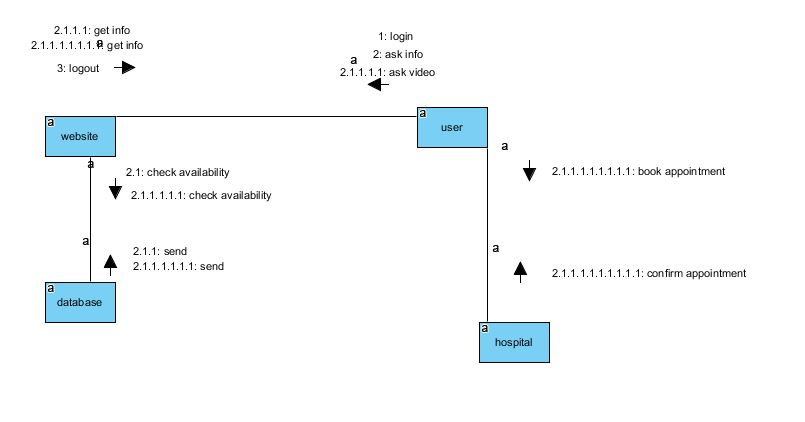 2.1.1.1: get info
2.1.1.1.1.1.1.1: get info
a
3: logout
1: login
2: ask info
a
2.1.1.1.1: ask video
a
website
a
user
a
2.1: check availability
2.1.1.1.1.1: check availability
a
2.1.1.1.1.1.1.1.1: book appointment
a
2.1.1: send
2.1.1.1.1.1.1: send
a
2.1.1.1.1.1.1.1.1.1: confirm appointment
a
database
a
hospital